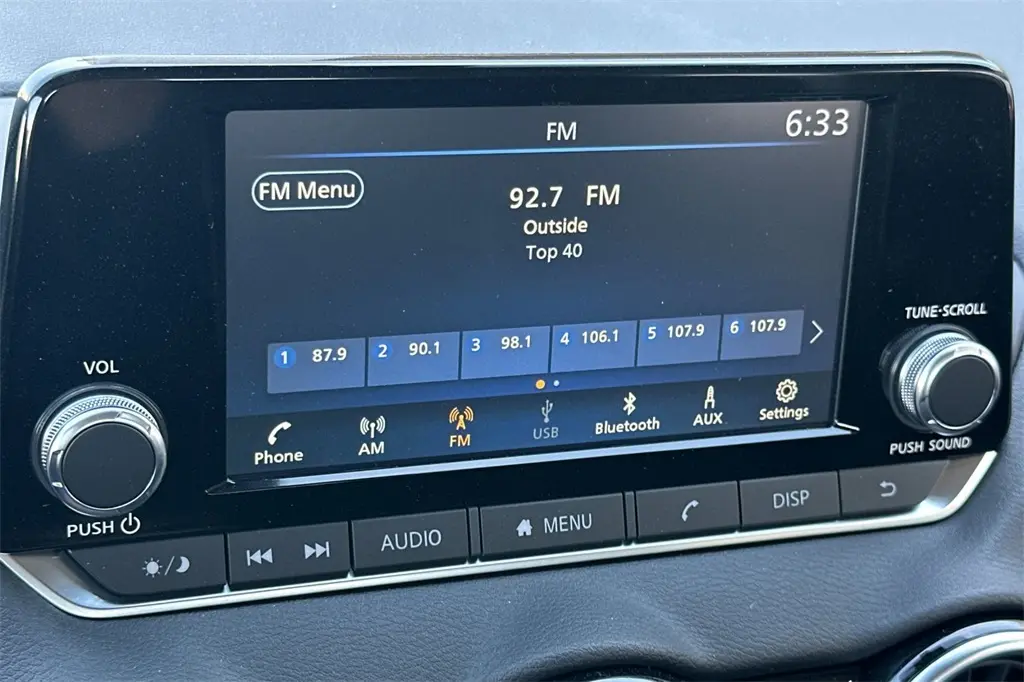 FM
6:33
FM Menu
92.7 FM
Outside
Top 40
1 87.9
2 90.1
3 98.1
4 106.1
5 107.9
6 107.9
Phone
AM
FM
USB
Bluetooth
AUX
Settings
VOL
PUSH
TUNE·SCROLL
PUSH SOUND
AUDIO
MENU
DISP